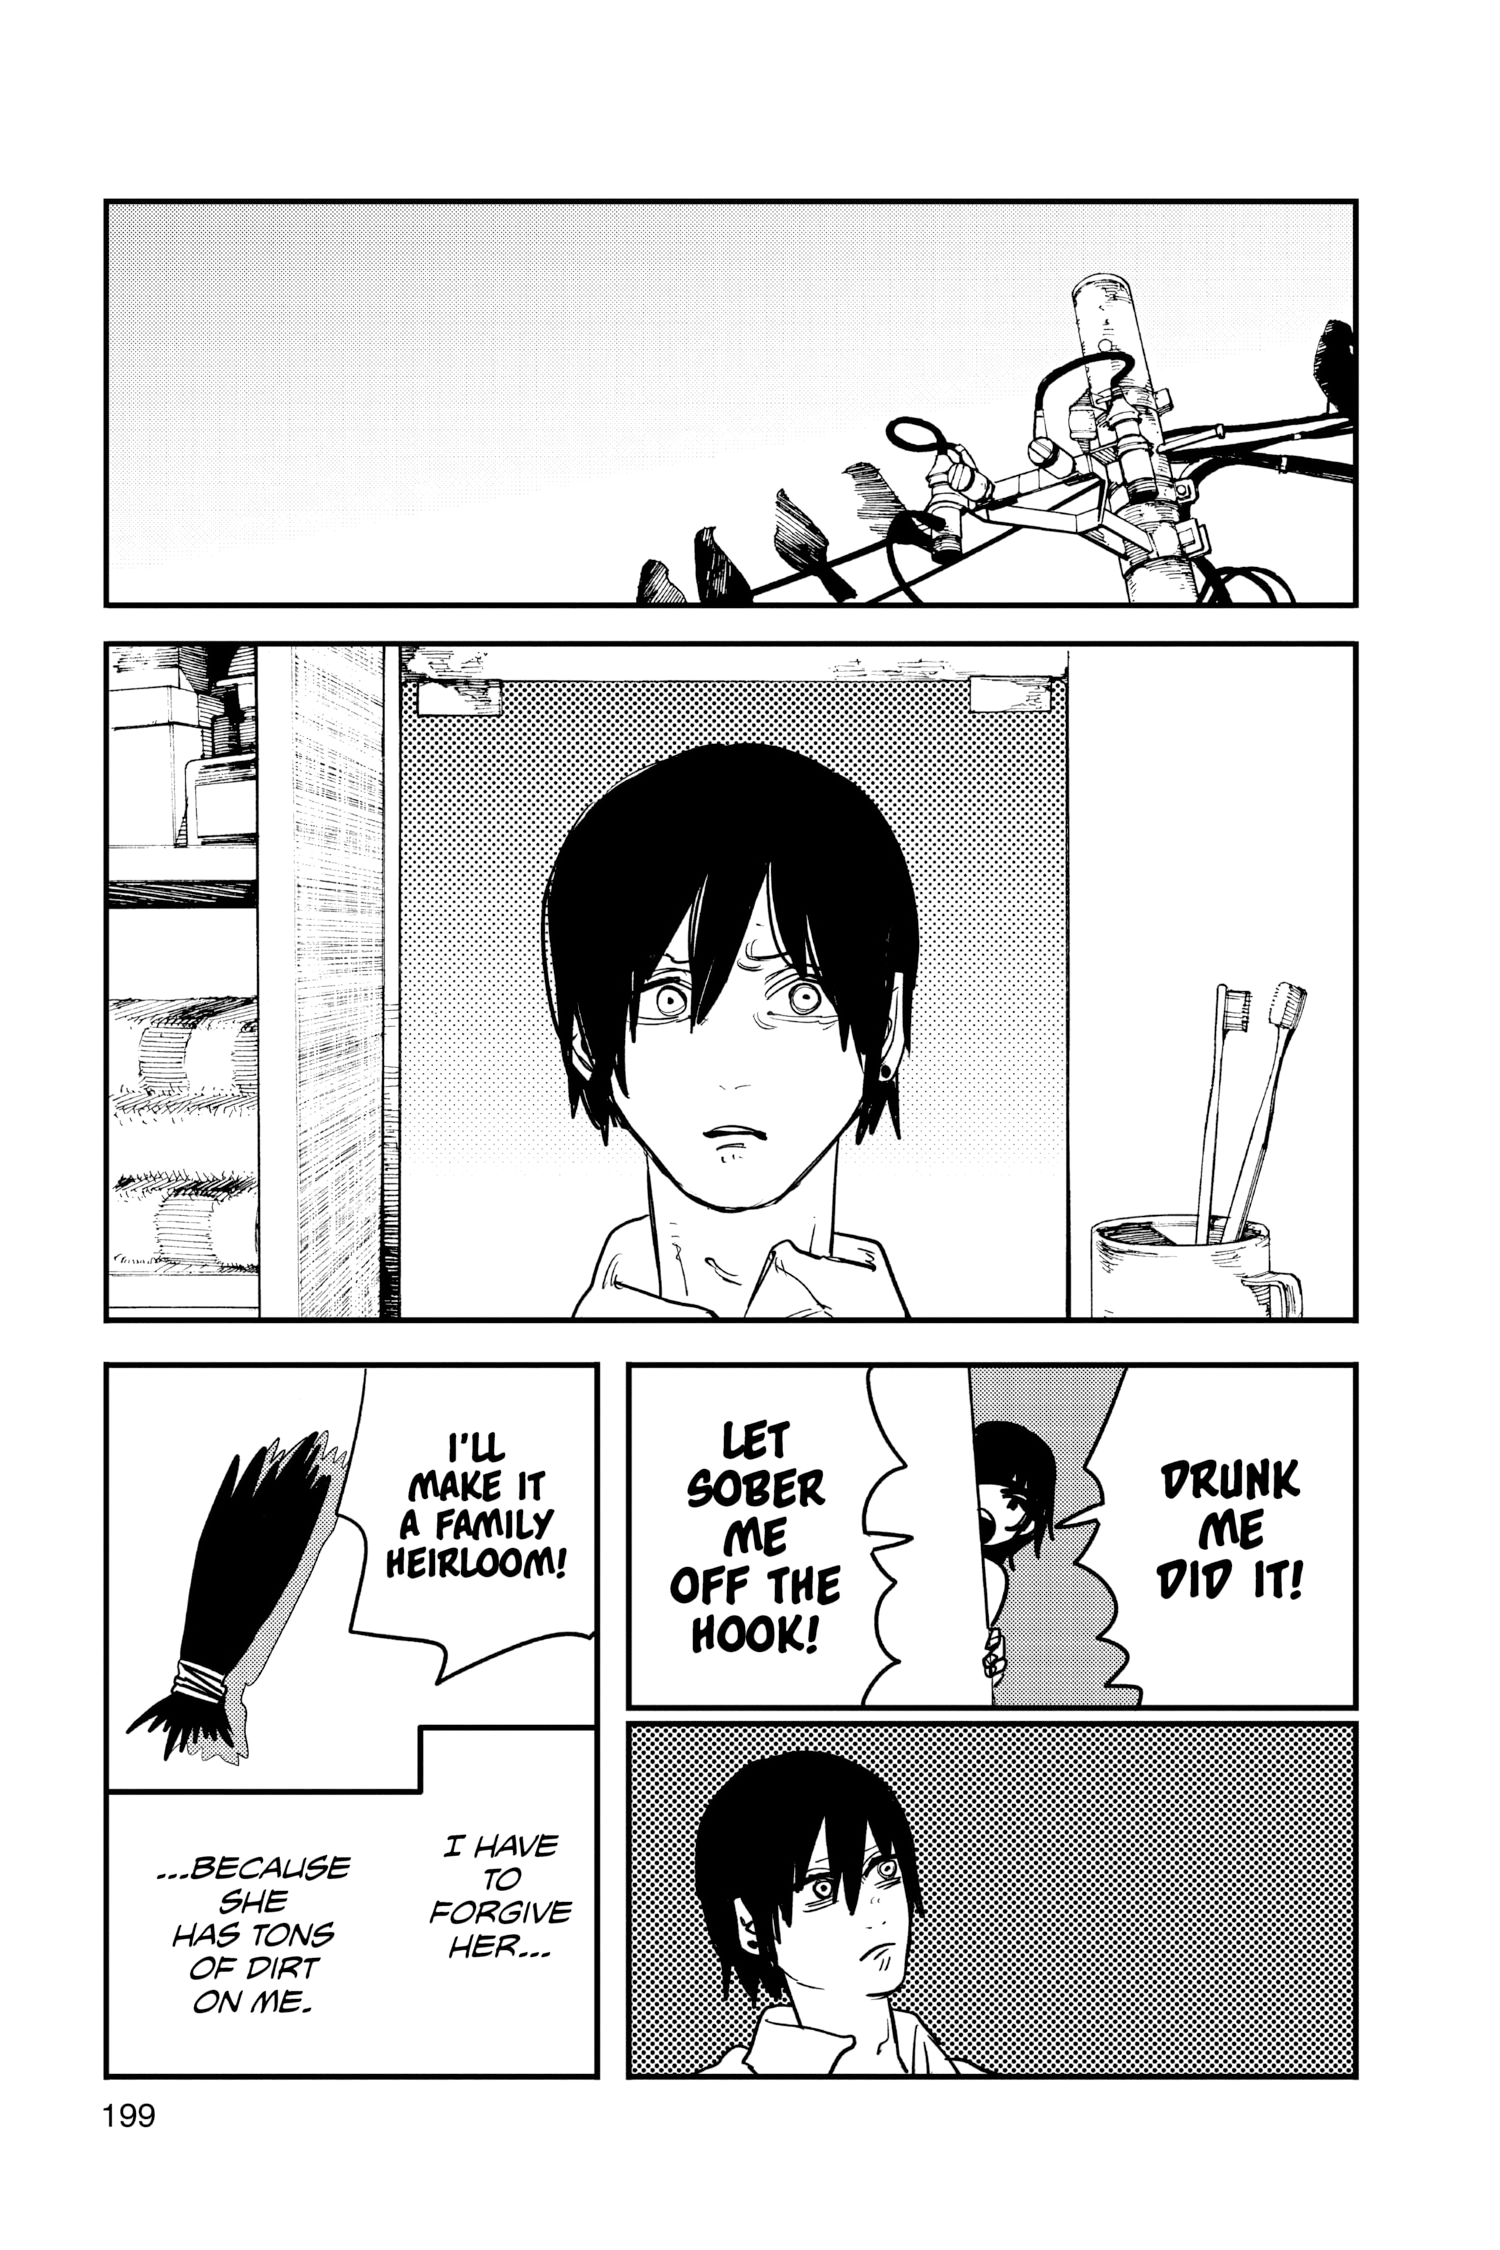 DRUNK
ME
DID IT!
LET
SOBER
ME
OFF THE
HOOK!
I'LL
MAKE IT
A FAMILY
HEIRLOOM!
I HAVE
TO
FORGIVE
HER...
...BECAUSE
SHE
HAS TONS
OF DIRT
ON ME.
199